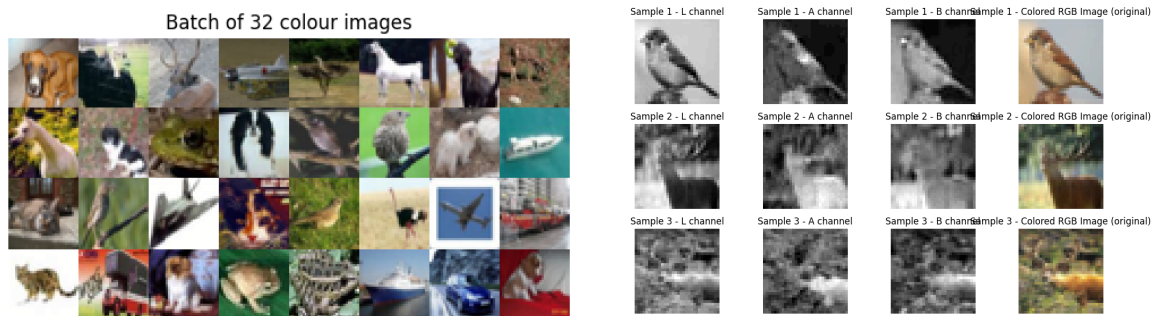 Batch of 32 colour images
Sample 1 - L channel
Sample 1 - A channel
Sample 1 - B channel
Sample 1 - Colored RGB Image (original)
Sample 2 - L channel
Sample 2 - A channel
Sample 2 - B channel
Sample 2 - Colored RGB Image (original)
Sample 3 - L channel
Sample 3 - A channel
Sample 3 - B channel
Sample 3 - Colored RGB Image (original)